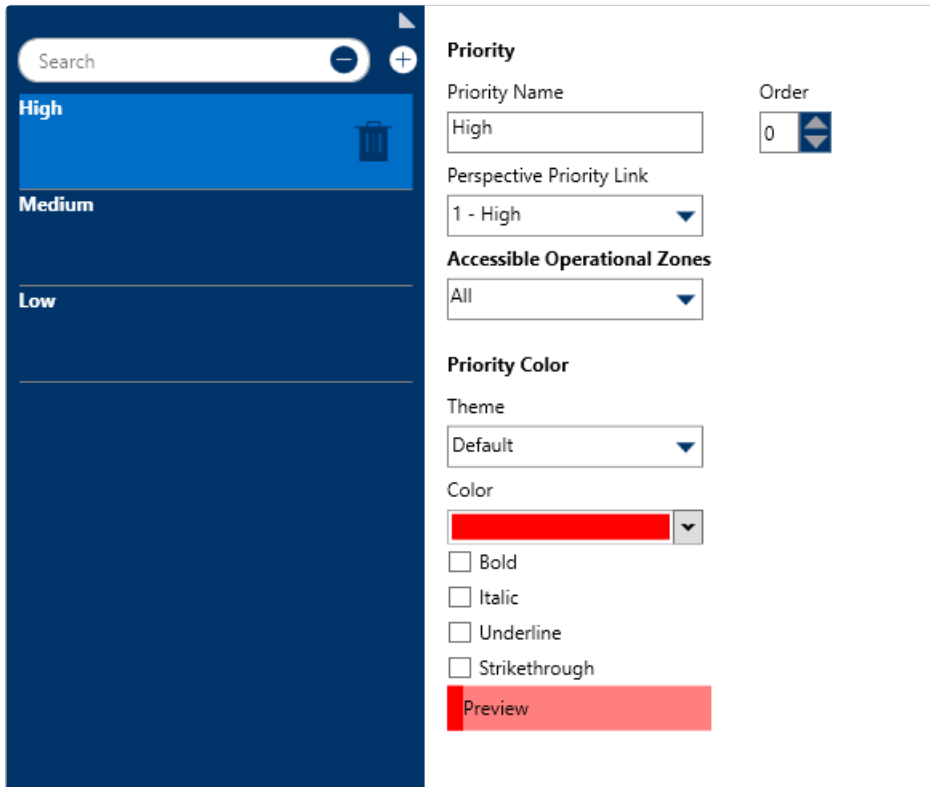 Search
High
Medium
Low
Priority
Priority Name
Order
High
0
Perspective Priority Link
1 - High
Accessible Operational Zones
All
Priority Color
Theme
Default
Color
Bold
Italic
Underline
Strikethrough
Preview